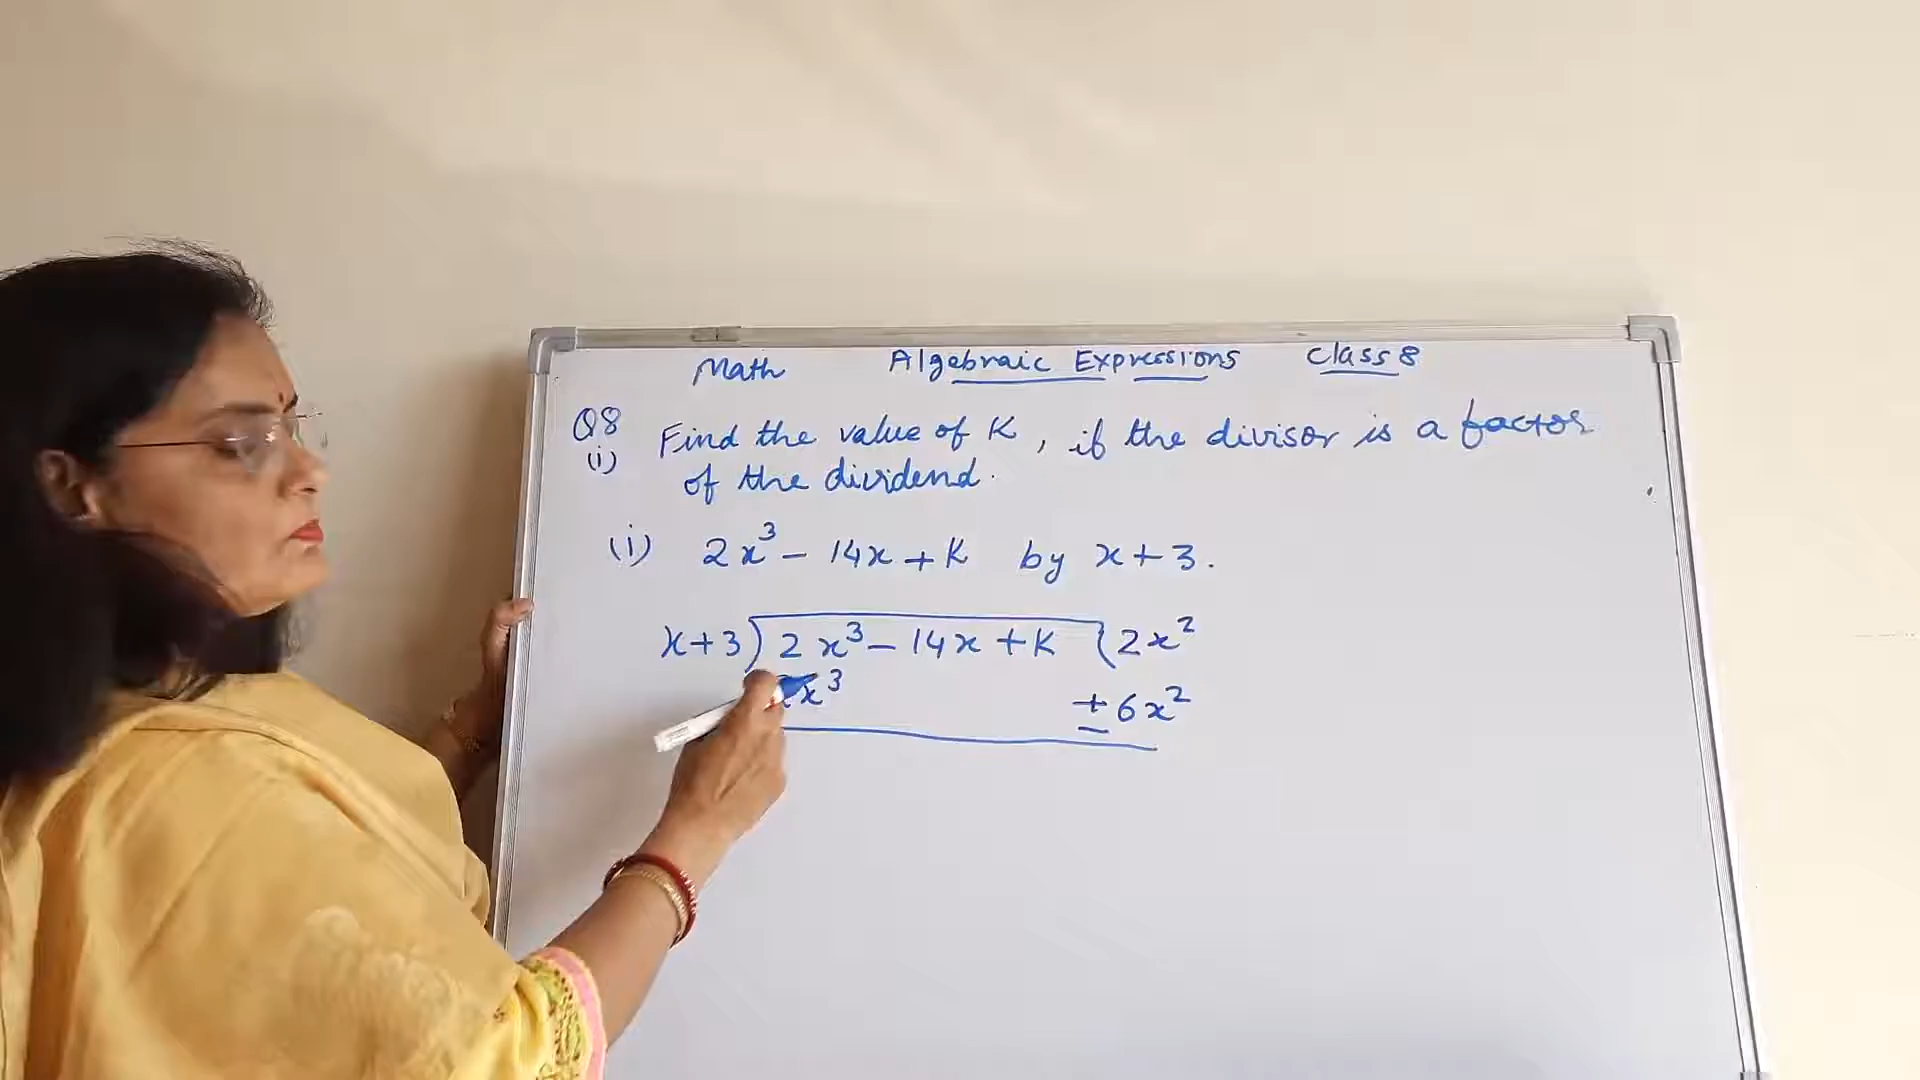 Math Algebraic Expressions Class 8
Q8 Find the value of K, if the divisor is a factor
(i) of the dividend.
(i) 2x³ - 14x + K by x + 3.
x+3) 2x³ - 14x + K (2x²
x³ ± 6x²